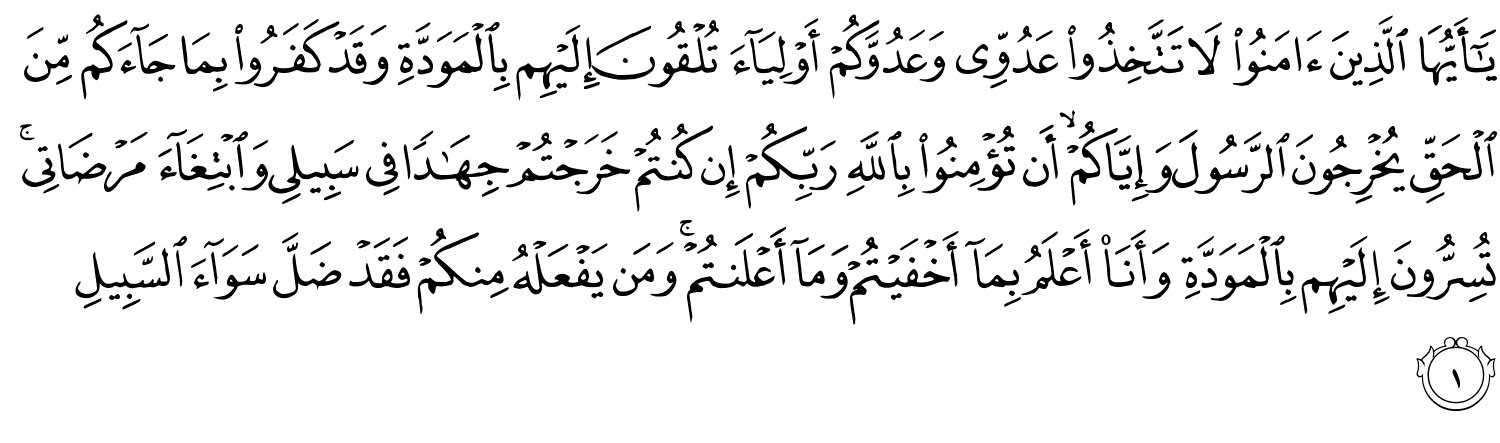 يَـٰٓأَيُّهَا ٱلَّذِينَ ءَامَنُوا۟ لَا تَتَّخِذُوا۟ عَدُوِّى وَعَدُوَّكُمْ أَوْلِيَآءَ تُلْقُونَ إِلَيْهِم بِٱلْمَوَدَّةِ وَقَدْ كَفَرُوا۟ بِمَا جَآءَكُم مِّنَ
ٱلْحَقِّ يُخْرِجُونَ ٱلرَّسُولَ وَإِيَّاكُمْ ۙ أَن تُؤْمِنُوا۟ بِٱللَّهِ رَبِّكُمْ إِن كُنتُمْ خَرَجْتُمْ جِهَـٰدًا فِى سَبِيلِى وَٱبْتِغَآءَ مَرْضَاتِى ۚ
تُسِرُّونَ إِلَيْهِم بِٱلْمَوَدَّةِ وَأَنَا۠ أَعْلَمُ بِمَآ أَخْفَيْتُمْ وَمَآ أَعْلَنتُمْ ۚ وَمَن يَفْعَلْهُ مِنكُمْ فَقَدْ ضَلَّ سَوَآءَ ٱلسَّبِيلِ
١